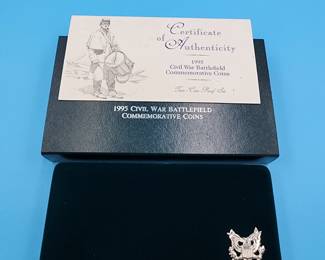 Certificate
of Authenticity
1995
Civil War Battlefield
Commemorative Coins
Two-Coin Proof Set
1995 CIVIL WAR BATTLEFIELD
COMMEMORATIVE COINS